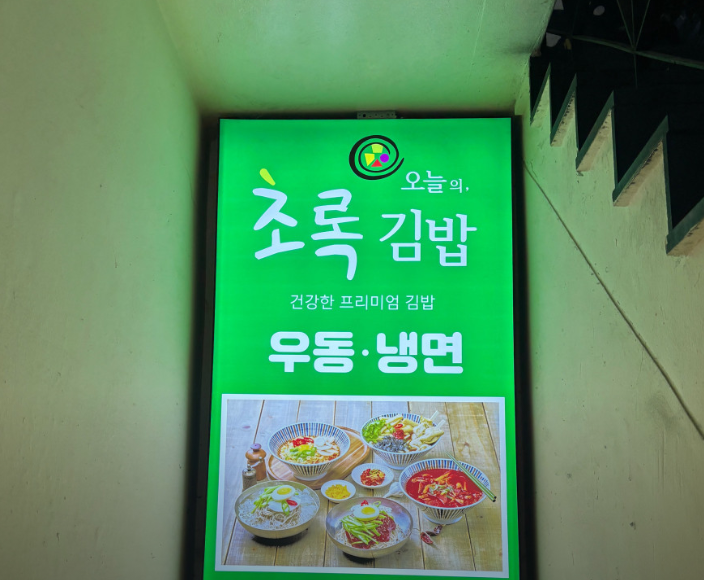 오늘의,
초록 김밥
건강한 프리미엄 김밥
우동·냉면